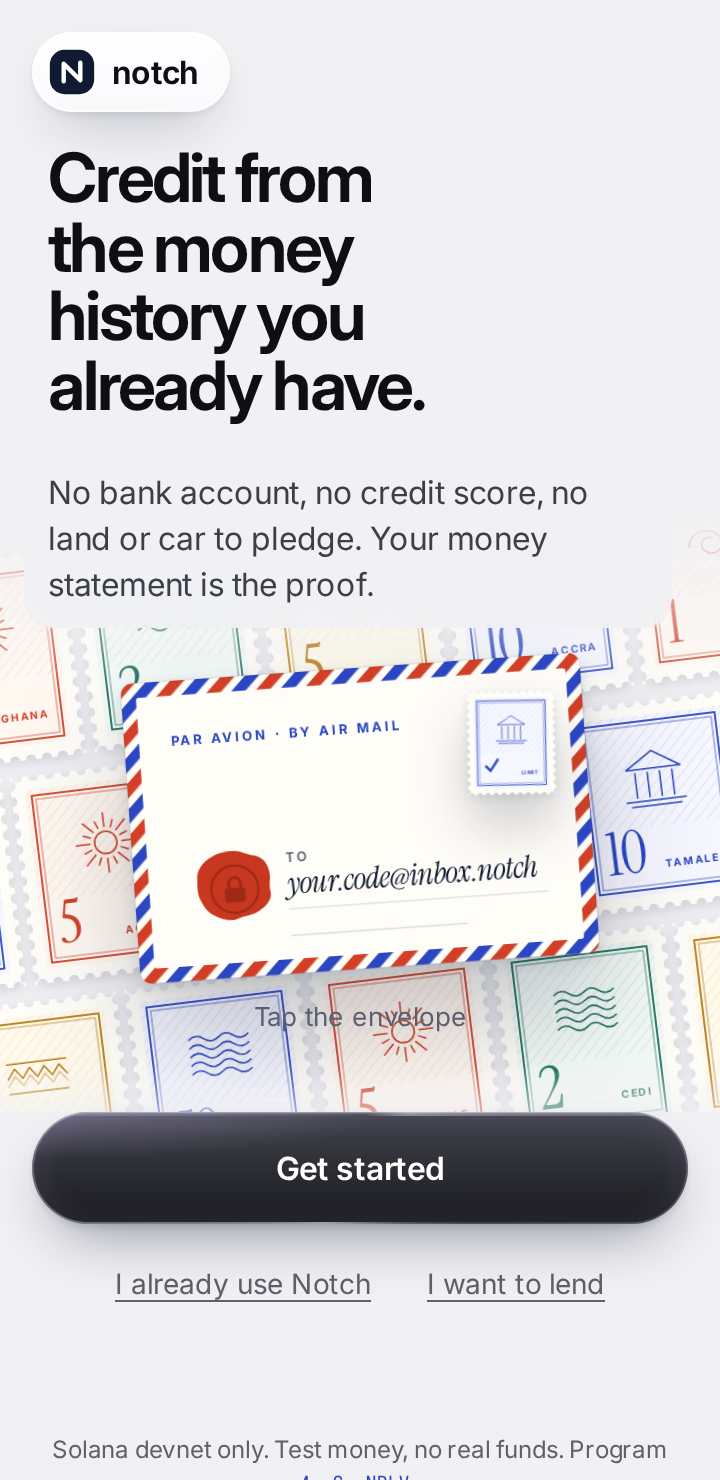 notch
Credit from
the money
history you
already have.
No bank account, no credit score, no
land or car to pledge. Your money
statement is the proof.
GHANA
2
5
10 ACCRA
1
PAR AVION · BY AIR MAIL
TO
your.code@inbox.notch
5
10 TAMALE
Tap the envelope
5
2 CEDI
Get started
I already use Notch
I want to lend
Solana devnet only. Test money, no real funds. Program